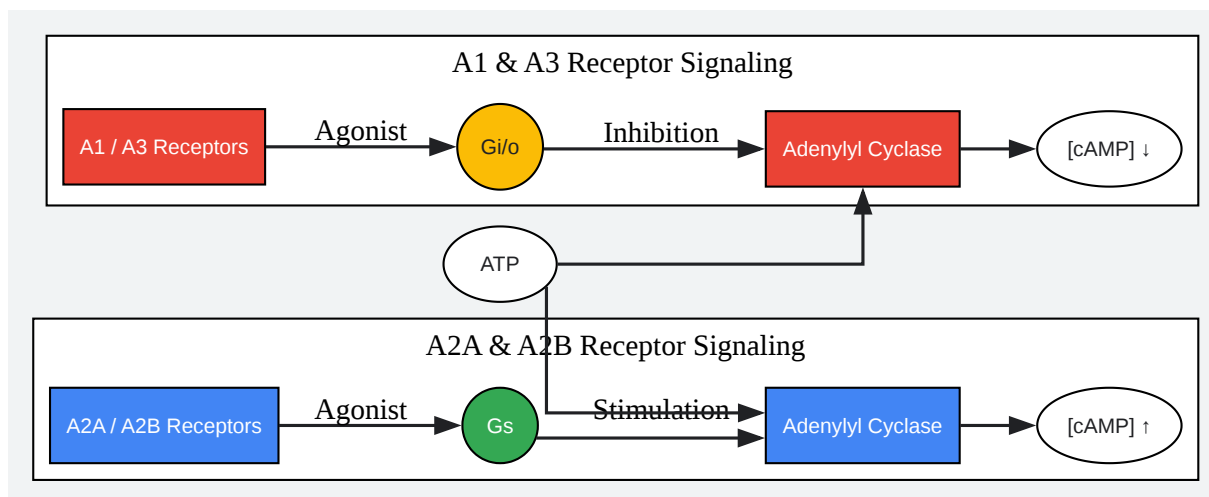 A1 & A3 Receptor Signaling
A1 / A3 Receptors
Agonist
Gi/o
Inhibition
Adenylyl Cyclase
[cAMP] ↓
ATP
A2A & A2B Receptor Signaling
A2A / A2B Receptors
Agonist
Gs
Stimulation
Adenylyl Cyclase
[cAMP] ↑